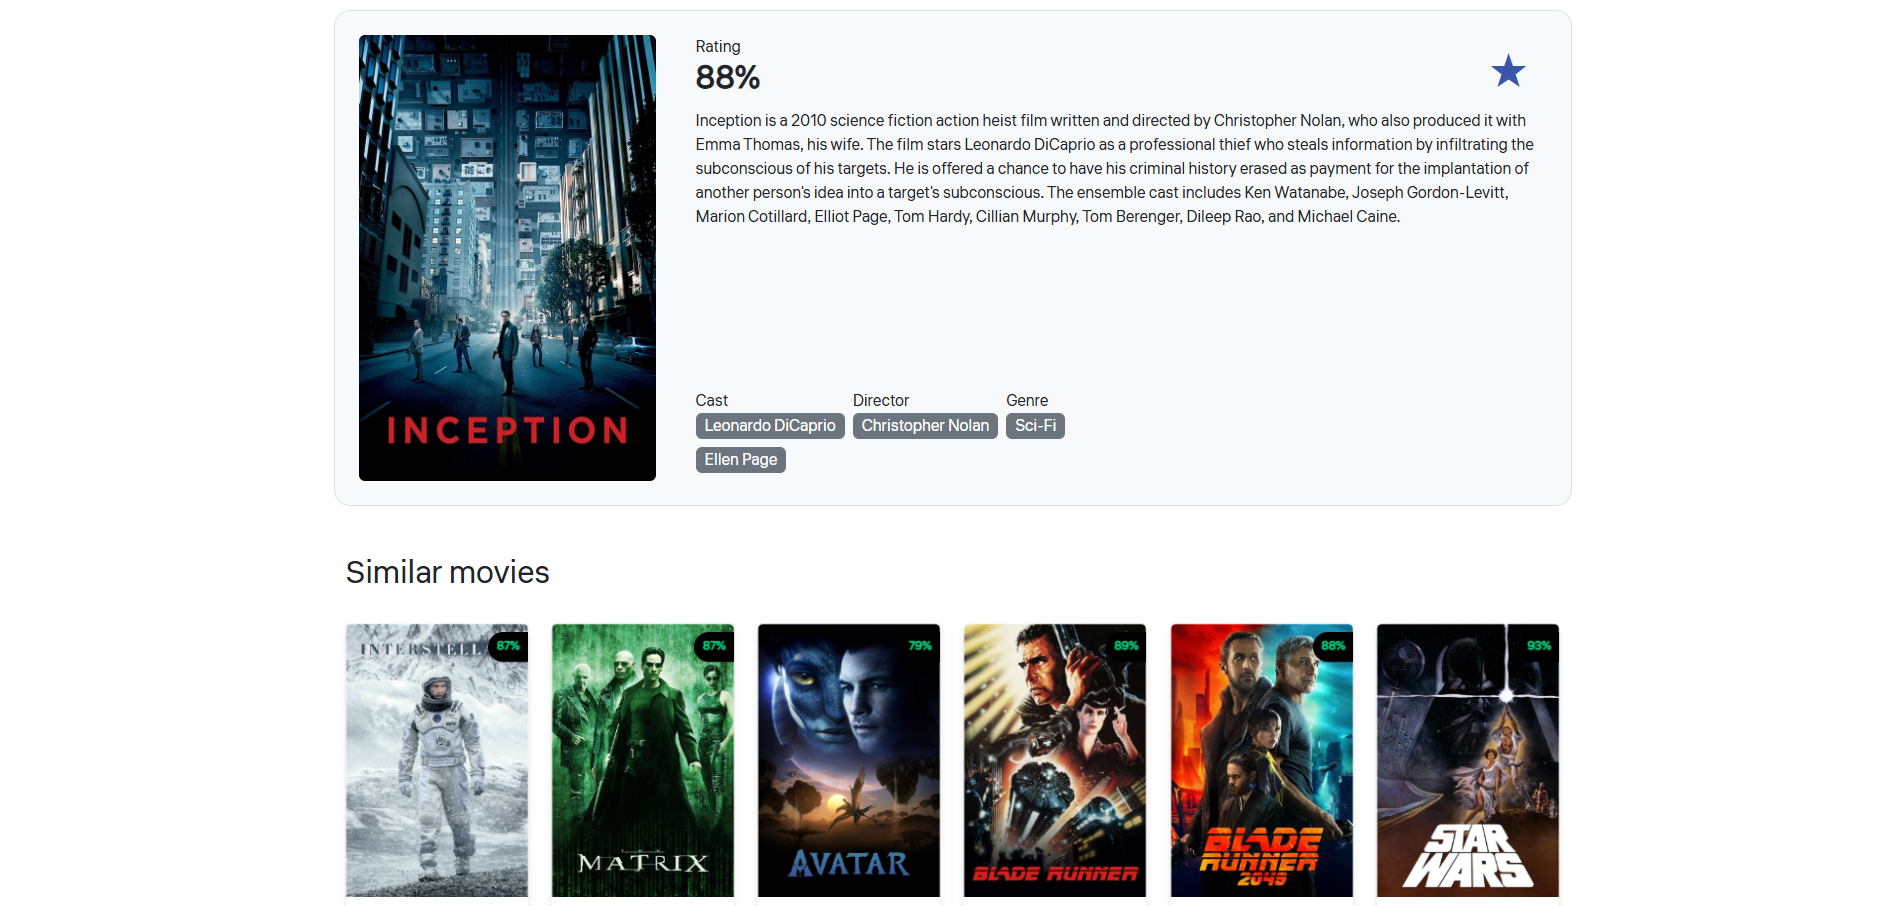 INCEPTION
Rating
88%
Inception is a 2010 science fiction action heist film written and directed by Christopher Nolan, who also produced it with
Emma Thomas, his wife. The film stars Leonardo DiCaprio as a professional thief who steals information by infiltrating the
subconscious of his targets. He is offered a chance to have his criminal history erased as payment for the implantation of
another person's idea into a target's subconscious. The ensemble cast includes Ken Watanabe, Joseph Gordon-Levitt,
Marion Cotillard, Elliot Page, Tom Hardy, Cillian Murphy, Tom Berenger, Dileep Rao, and Michael Caine.
Cast Director Genre
Leonardo DiCaprio Christopher Nolan Sci-Fi
Ellen Page
Similar movies
87% 87% 79% 89% 88% 93%
INTERSTELL
MATRIX
AVATAR
BLADE RUNNER
BLADE
RUNNER
2049
STAR
WARS